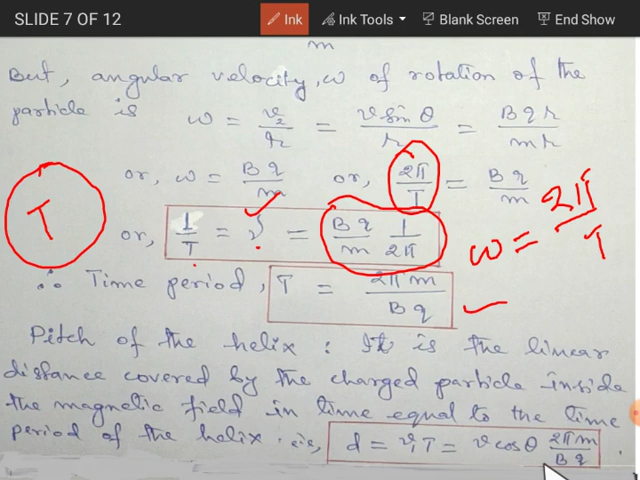 SLIDE 7 OF 12 Ink Ink Tools Blank Screen End Show
m
But, angular velocity, ω of rotation of the
particle is ω = v₂/r = v sin θ/r = Bqr/mr
or, ω = Bq/m or, 2π/T = Bq/m
T ω = 2π/T
or, 1/T = ν = Bq/m 1/2π
∴ Time period, T = 2πm/Bq
Pitch of the helix : It is the linear
distance covered by the charged particle inside
the magnetic field in time equal to the time
period of the helix. ie, d = v₁T = v cos θ 2πm/Bq .